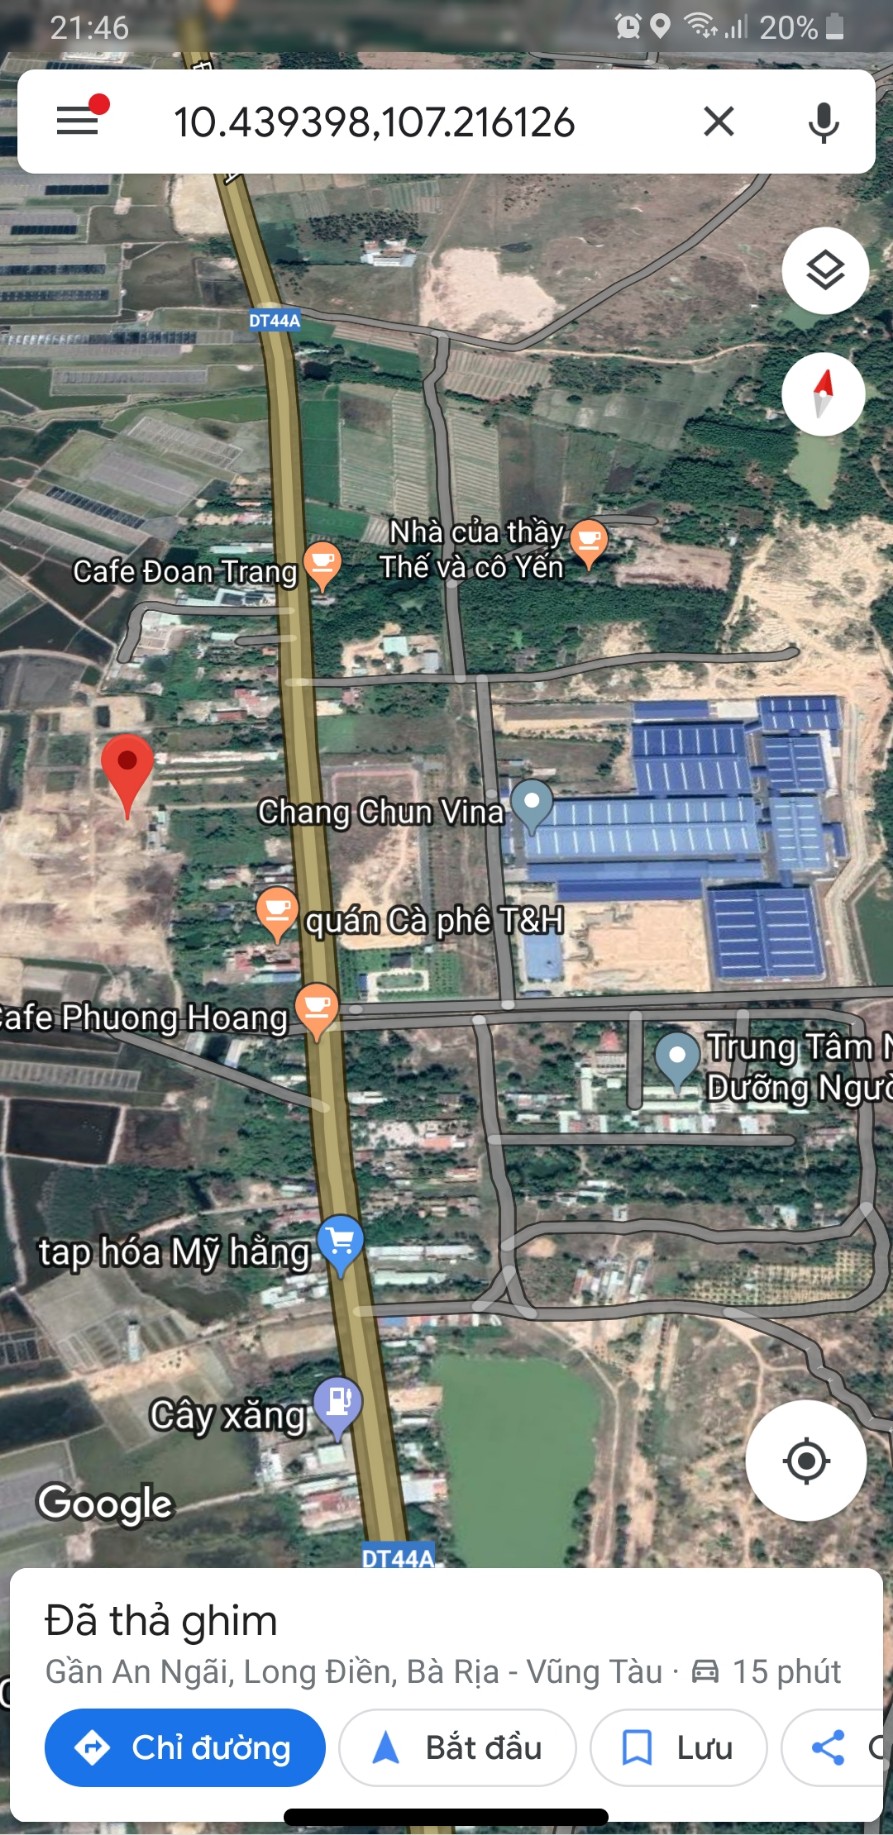 21:46
20%
10.439398,107.216126
DT44A
Nhà của thầy
Thế và cô Yến
Cafe Đoan Trang
Chang Chun Vina
quán Cà phê T&H
afe Phuong Hoang
Trung Tâm N
Dưỡng Ngườ
tap hóa Mỹ hằng
Cây xăng
Google
DT44A
Đã thả ghim
Gần An Ngãi, Long Điền, Bà Rịa - Vũng Tàu · 15 phút
Chỉ đường
Bắt đầu
Lưu
C